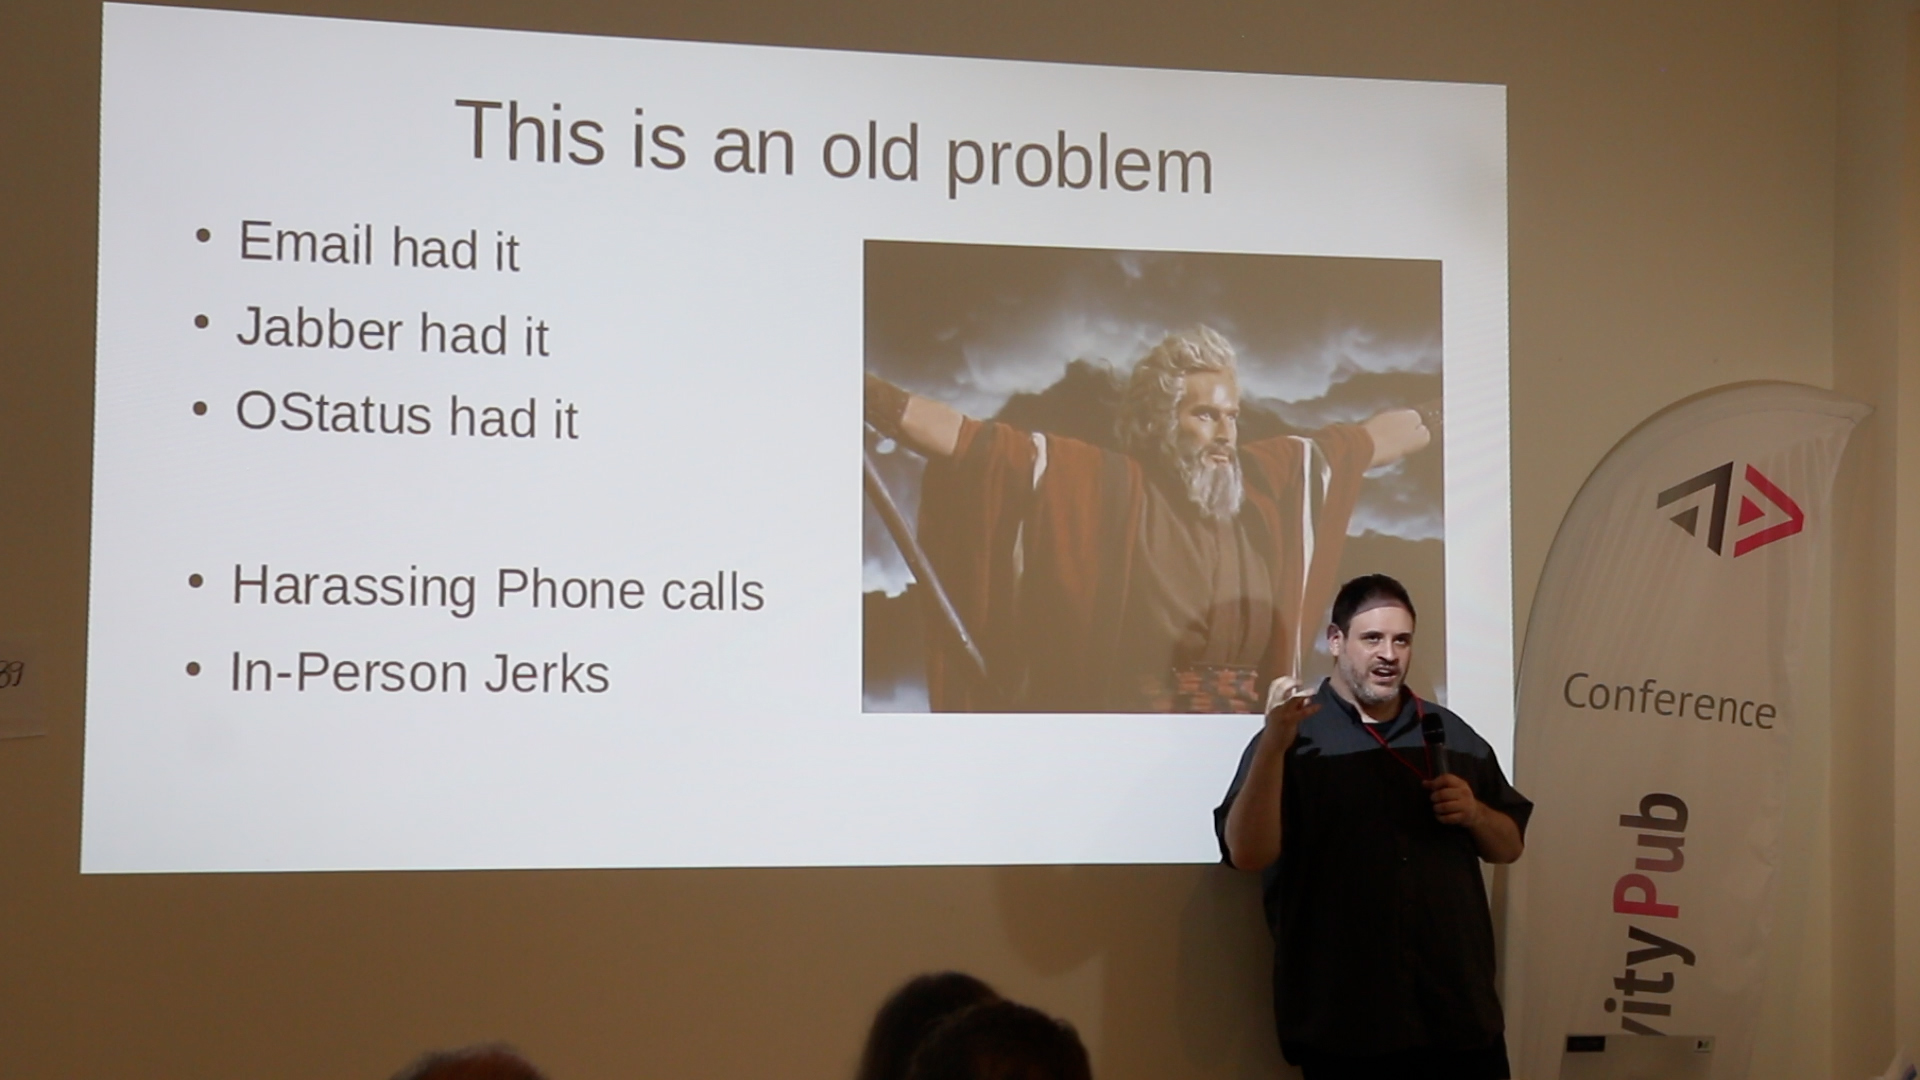 This is an old problem
• Email had it
• Jabber had it
• OStatus had it
• Harassing Phone calls
• In-Person Jerks
Conference
vityPub
39